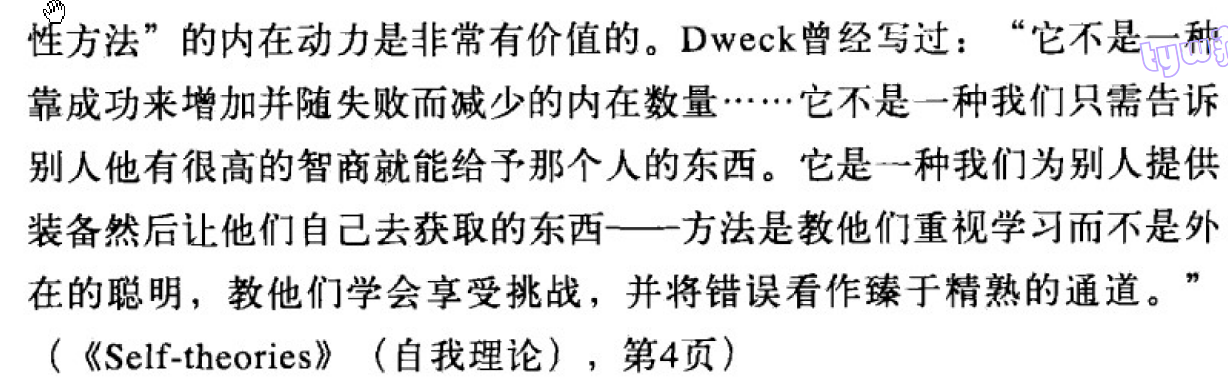 性方法”的内在动力是非常有价值的。Dweck曾经写过：“它不是一种
靠成功来增加并随失败而减少的内在数量……它不是一种我们只需告诉
别人他有很高的智商就能给予那个人的东西。它是一种我们为别人提供
装备然后让他们自己去获取的东西——方法是教他们重视学习而不是外
在的聪明，教他们学会享受挑战，并将错误看作臻于精熟的通道。”
（《Self-theories》（自我理论），第4页）